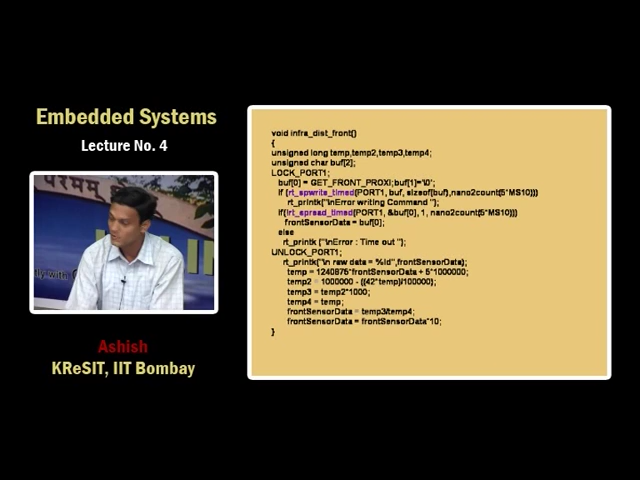 Embedded Systems
Lecture No. 4
परमम्
Ashish
KReSIT, IIT Bombay
void infra_dist_front()
{
unsigned long temp,temp2,temp3,temp4;
unsigned char buf[2];
LOCK_PORT1;
buf[0] = GET_FRONT_PROXI;buf[1]='\0';
if (rt_spwrite_timed(PORT1, buf, sizeof(buf),nano2count(5*MS10)))
rt_printk("\nError writing Command ");
if(!rt_spread_timed(PORT1, &buf[0], 1, nano2count(5*MS10)))
frontSensorData = buf[0];
else
rt_printk ("\nError : Time out ");
UNLOCK_PORT1;
rt_printk("\n raw data = %ld",frontSensorData);
temp = 1240875*frontSensorData + 5*1000000;
temp2 = 1000000 - ((42*temp)/100000);
temp3 = temp2*1000;
temp4 = temp;
frontSensorData = temp3/temp4;
frontSensorData = frontSensorData*10;
}